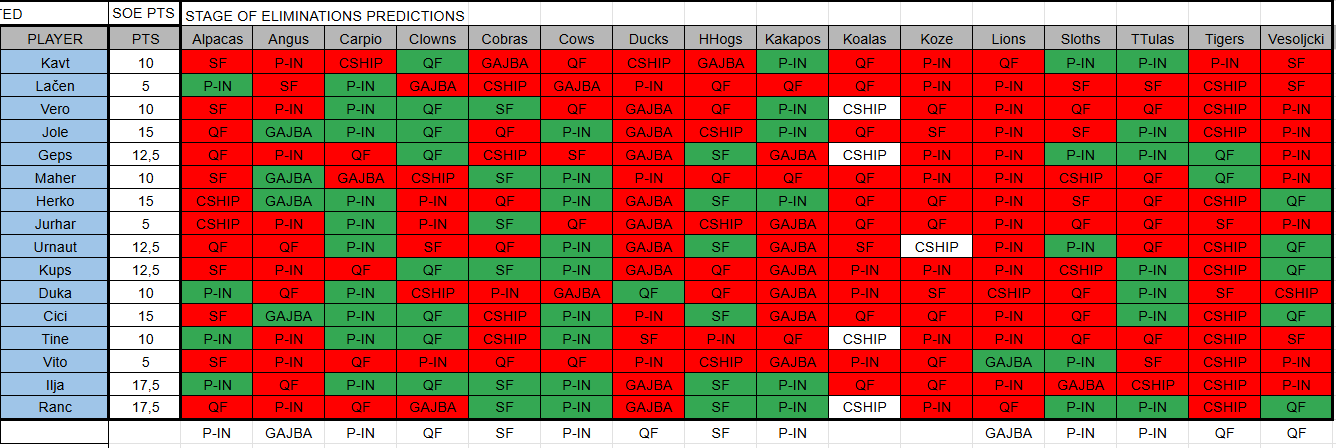 TED SOE PTS STAGE OF ELIMINATIONS PREDICTIONS
PLAYER PTS Alpacas Angus Carpio Clowns Cobras Cows Ducks HHogs Kakapos Koalas Koze Lions Sloths TTulas Tigers Vesoljcki
Kavt 10 SF P-IN CSHIP QF GAJBA QF CSHIP GAJBA P-IN QF P-IN QF P-IN P-IN P-IN SF
Lačen 5 P-IN SF P-IN GAJBA CSHIP GAJBA P-IN QF QF QF P-IN P-IN SF SF CSHIP SF
Vero 10 SF P-IN P-IN QF SF QF GAJBA QF P-IN CSHIP QF P-IN QF QF CSHIP P-IN
Jole 15 QF GAJBA P-IN QF QF P-IN GAJBA CSHIP P-IN QF SF P-IN SF P-IN CSHIP P-IN
Geps 12,5 QF P-IN QF QF CSHIP SF GAJBA SF GAJBA CSHIP P-IN P-IN P-IN P-IN QF P-IN
Maher 10 SF GAJBA GAJBA CSHIP SF P-IN P-IN QF QF QF P-IN P-IN CSHIP QF QF P-IN
Herko 15 CSHIP GAJBA P-IN P-IN QF P-IN GAJBA SF P-IN QF QF P-IN SF QF CSHIP QF
Jurhar 5 CSHIP P-IN P-IN P-IN SF QF GAJBA CSHIP GAJBA QF P-IN P-IN QF QF SF P-IN
Urnaut 12,5 QF QF P-IN SF QF P-IN GAJBA SF GAJBA SF CSHIP P-IN P-IN QF CSHIP QF
Kups 12,5 SF P-IN QF QF SF P-IN GAJBA QF GAJBA P-IN P-IN P-IN CSHIP P-IN CSHIP QF
Duka 10 P-IN QF P-IN CSHIP P-IN GAJBA QF QF GAJBA P-IN SF CSHIP QF P-IN SF CSHIP
Cici 15 SF GAJBA P-IN QF CSHIP P-IN P-IN SF GAJBA QF QF P-IN QF P-IN CSHIP QF
Tine 10 P-IN P-IN P-IN QF CSHIP P-IN SF P-IN QF CSHIP P-IN P-IN QF QF CSHIP SF
Vito 5 SF P-IN QF P-IN QF QF P-IN CSHIP GAJBA P-IN QF GAJBA P-IN SF CSHIP P-IN
Ilja 17,5 P-IN QF P-IN QF SF P-IN GAJBA SF P-IN QF QF P-IN GAJBA CSHIP CSHIP P-IN
Ranc 17,5 QF P-IN QF GAJBA SF P-IN GAJBA SF P-IN CSHIP P-IN QF P-IN P-IN CSHIP QF
P-IN GAJBA P-IN QF SF P-IN QF SF P-IN GAJBA P-IN P-IN QF QF